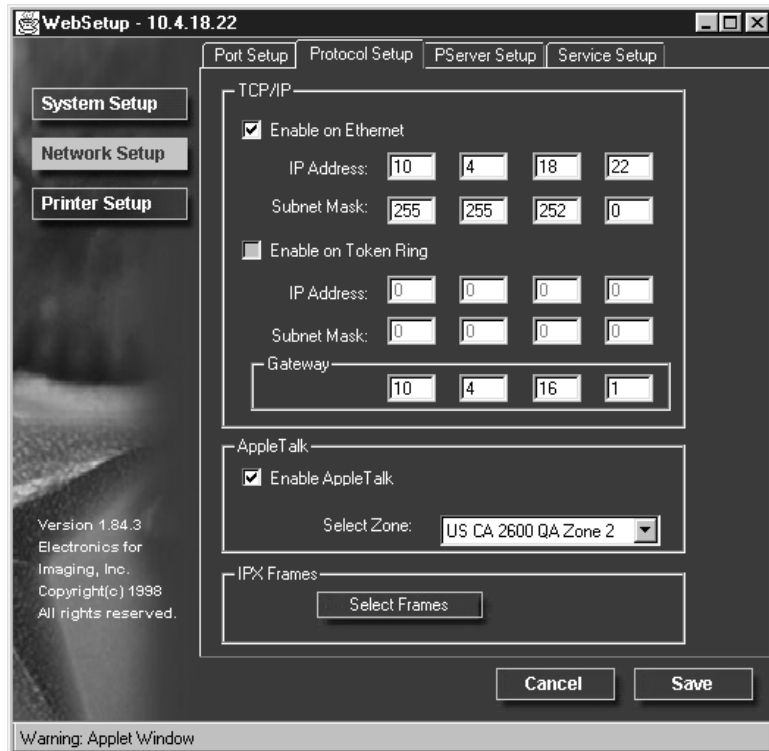 WebSetup - 10.4.18.22
Port Setup Protocol Setup PServer Setup Service Setup
System Setup
Network Setup
Printer Setup
TCP/IP
Enable on Ethernet
IP Address: 10 4 18 22
Subnet Mask: 255 255 252 0
Enable on Token Ring
IP Address: 0 0 0 0
Subnet Mask: 0 0 0 0
Gateway
10 4 16 1
AppleTalk
Enable AppleTalk
Select Zone: US CA 2600 QA Zone 2
IPX Frames
Select Frames
Version 1.84.3
Electronics for
Imaging, Inc.
Copyright(c) 1998
All rights reserved.
Cancel Save
Warning: Applet Window